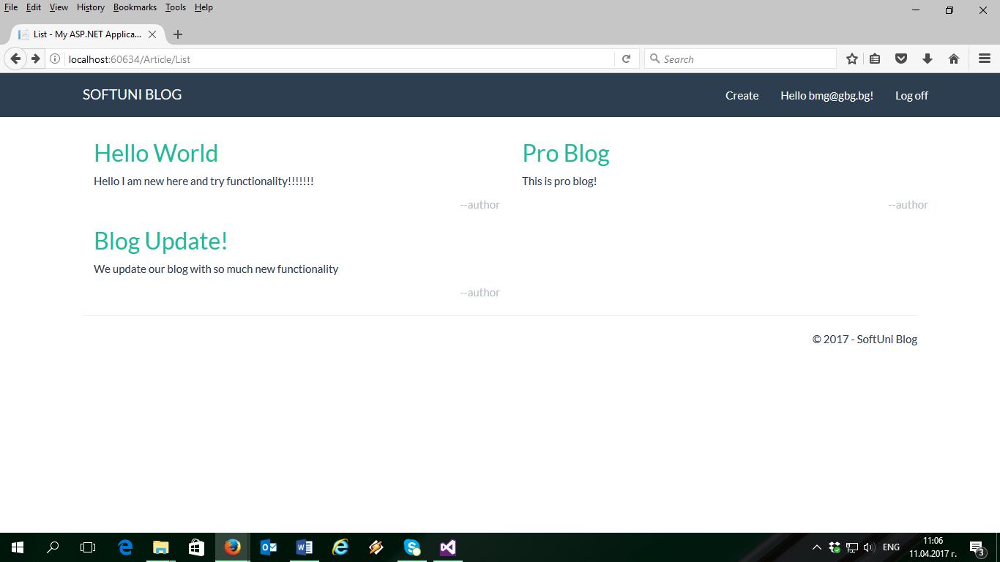 File Edit View History Bookmarks Tools Help
List - My ASP.NET Applica...
localhost:60634/Article/List
Search
SOFTUNI BLOG
Create Hello bmg@gbg.bg! Log off
Hello World
Hello I am new here and try functionality!!!!!!!
--author
Pro Blog
This is pro blog!
--author
Blog Update!
We update our blog with so much new functionality
--author
© 2017 - SoftUni Blog
ENG
11:06
11.04.2017 г.
3